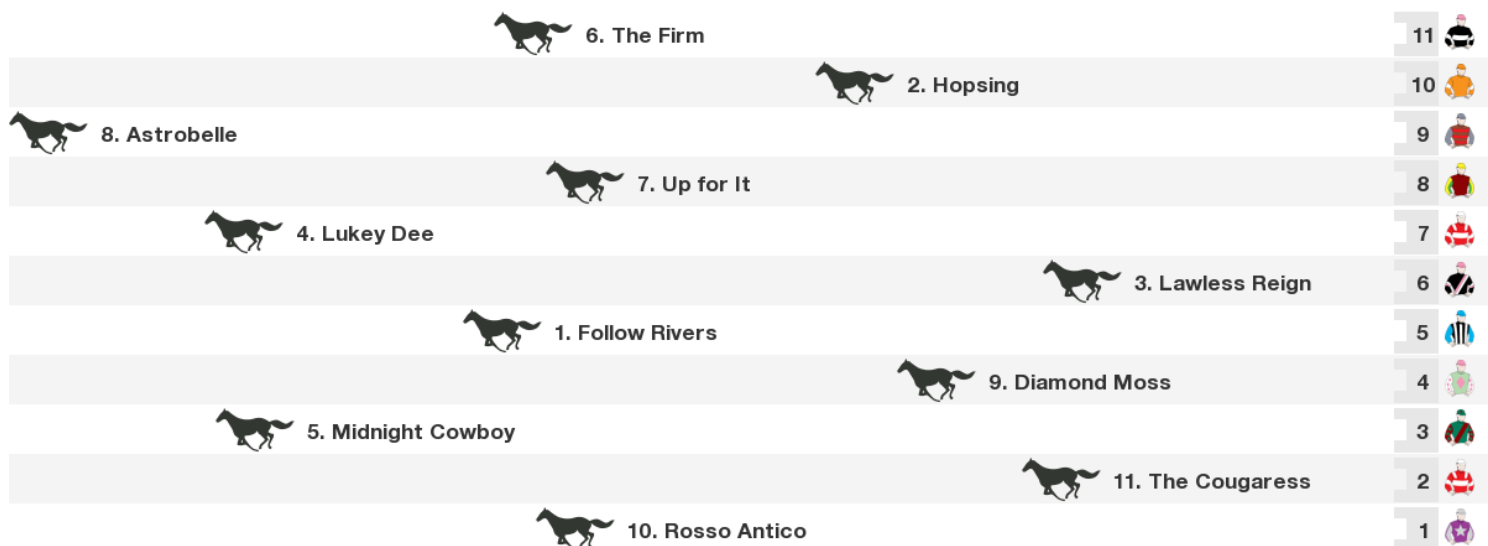 6. The Firm 11
2. Hopsing 10
8. Astrobelle 9
7. Up for It 8
4. Lukey Dee 7
3. Lawless Reign 6
1. Follow Rivers 5
9. Diamond Moss 4
5. Midnight Cowboy 3
11. The Cougaress 2
10. Rosso Antico 1